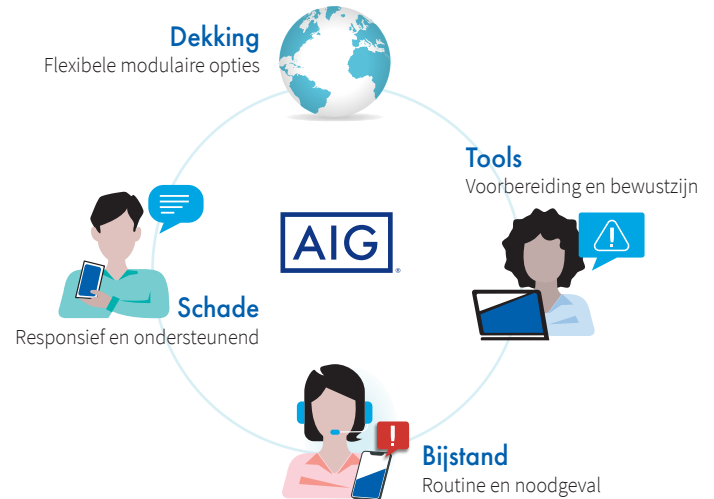 Dekking
Flexibele modulaire opties
Tools
Voorbereiding en bewustzijn
AIG
Schade
Responsief en ondersteunend
Bijstand
Routine en noodgeval